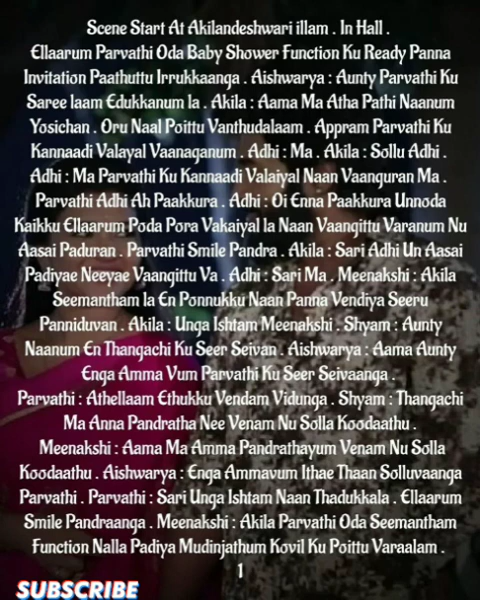 Scene Start At Akilandeshwari illam . In Hall .
Ellaarum Parvathi Oda Baby Shower Function Ku Ready Panna
Invitation Paathuttu Irrukkaanga . Aishwarya : Aunty Parvathi Ku
Saree laam Edukkanum la . Akila : Aama Ma Atha Pathi Naanum
Yosichan . Oru Naal Poittu Vanthudalaam . Appram Parvathi Ku
Kannaadi Valayal Vaanaganum . Adhi : Ma . Akila : Sollu Adhi .
Adhi : Ma Parvathi Ku Kannaadi Valaiyal Naan Vaanguran Ma .
Parvathi Adhi Ah Paakkura . Adhi : Oi Enna Paakkura Unnoda
Kaikku Ellaarum Poda Pora Vakaiyal la Naan Vaangittu Varanum Nu
Aasai Paduran . Parvathi Smile Pandra . Akila : Sari Adhi Un Aasai
Padiyae Neeyae Vaangittu Va . Adhi : Sari Ma . Meenakshi : Akila
Seemantham la En Ponnukku Naan Panna Vendiya Seeru
Panniduvan . Akila : Unga Ishtam Meenakshi . Shyam : Aunty
Naanum En Thangachi Ku Seer Seivan . Aishwarya : Aama Aunty
Enga Amma Vum Parvathi Ku Seer Seivaanga .
Parvathi : Athellaam Ethukku Vendam Vidunga . Shyam : Thangachi
Ma Anna Pandratha Nee Venam Nu Solla Koodaathu .
Meenakshi : Aama Ma Amma Pandrathayum Venam Nu Solla
Koodaathu . Aishwarya : Enga Ammavum Ithae Thaan Solluvaanga
Parvathi . Parvathi : Sari Unga Ishtam Naan Thadukkala . Ellaarum
Smile Pandraanga . Meenakshi : Akila Parvathi Oda Seemantham
Function Nalla Padiya Mudinjathum Kovil Ku Poittu Varaalam .
1
SUBSCRIBE